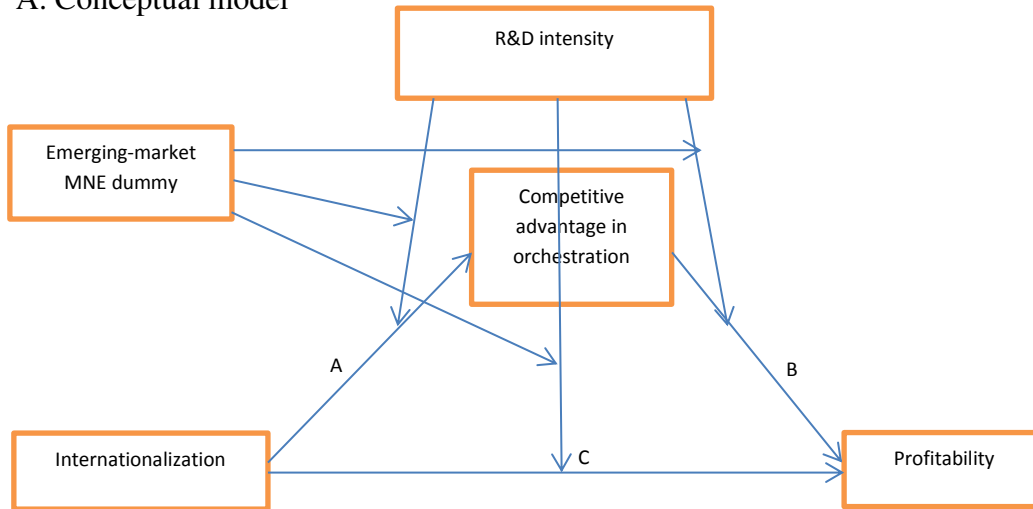 A. Conceptual model
R&D intensity
Emerging-market
MNE dummy
Competitive
advantage in
orchestration
A
B
Internationalization
C
Profitability